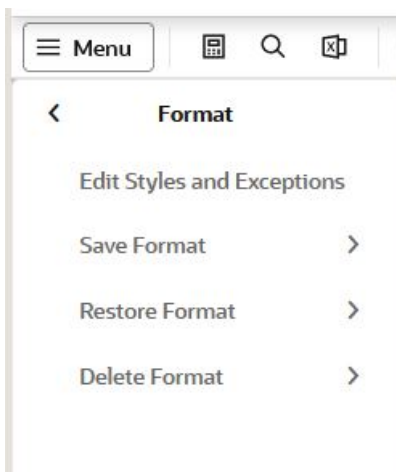 Menu
Format
Edit Styles and Exceptions
Save Format
Restore Format
Delete Format